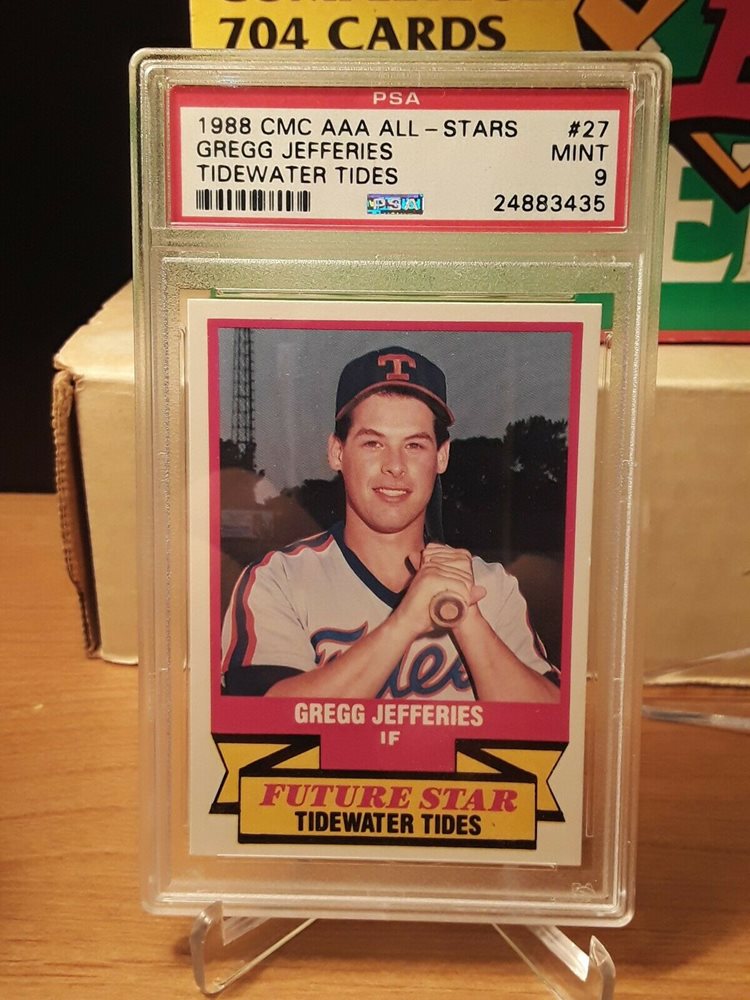 704 CARDS
PSA
1988 CMC AAA ALL-STARS #27
GREGG JEFFERIES MINT
TIDEWATER TIDES 9
PSA
24883435
T
GREGG JEFFERIES
IF
FUTURE STAR
TIDEWATER TIDES